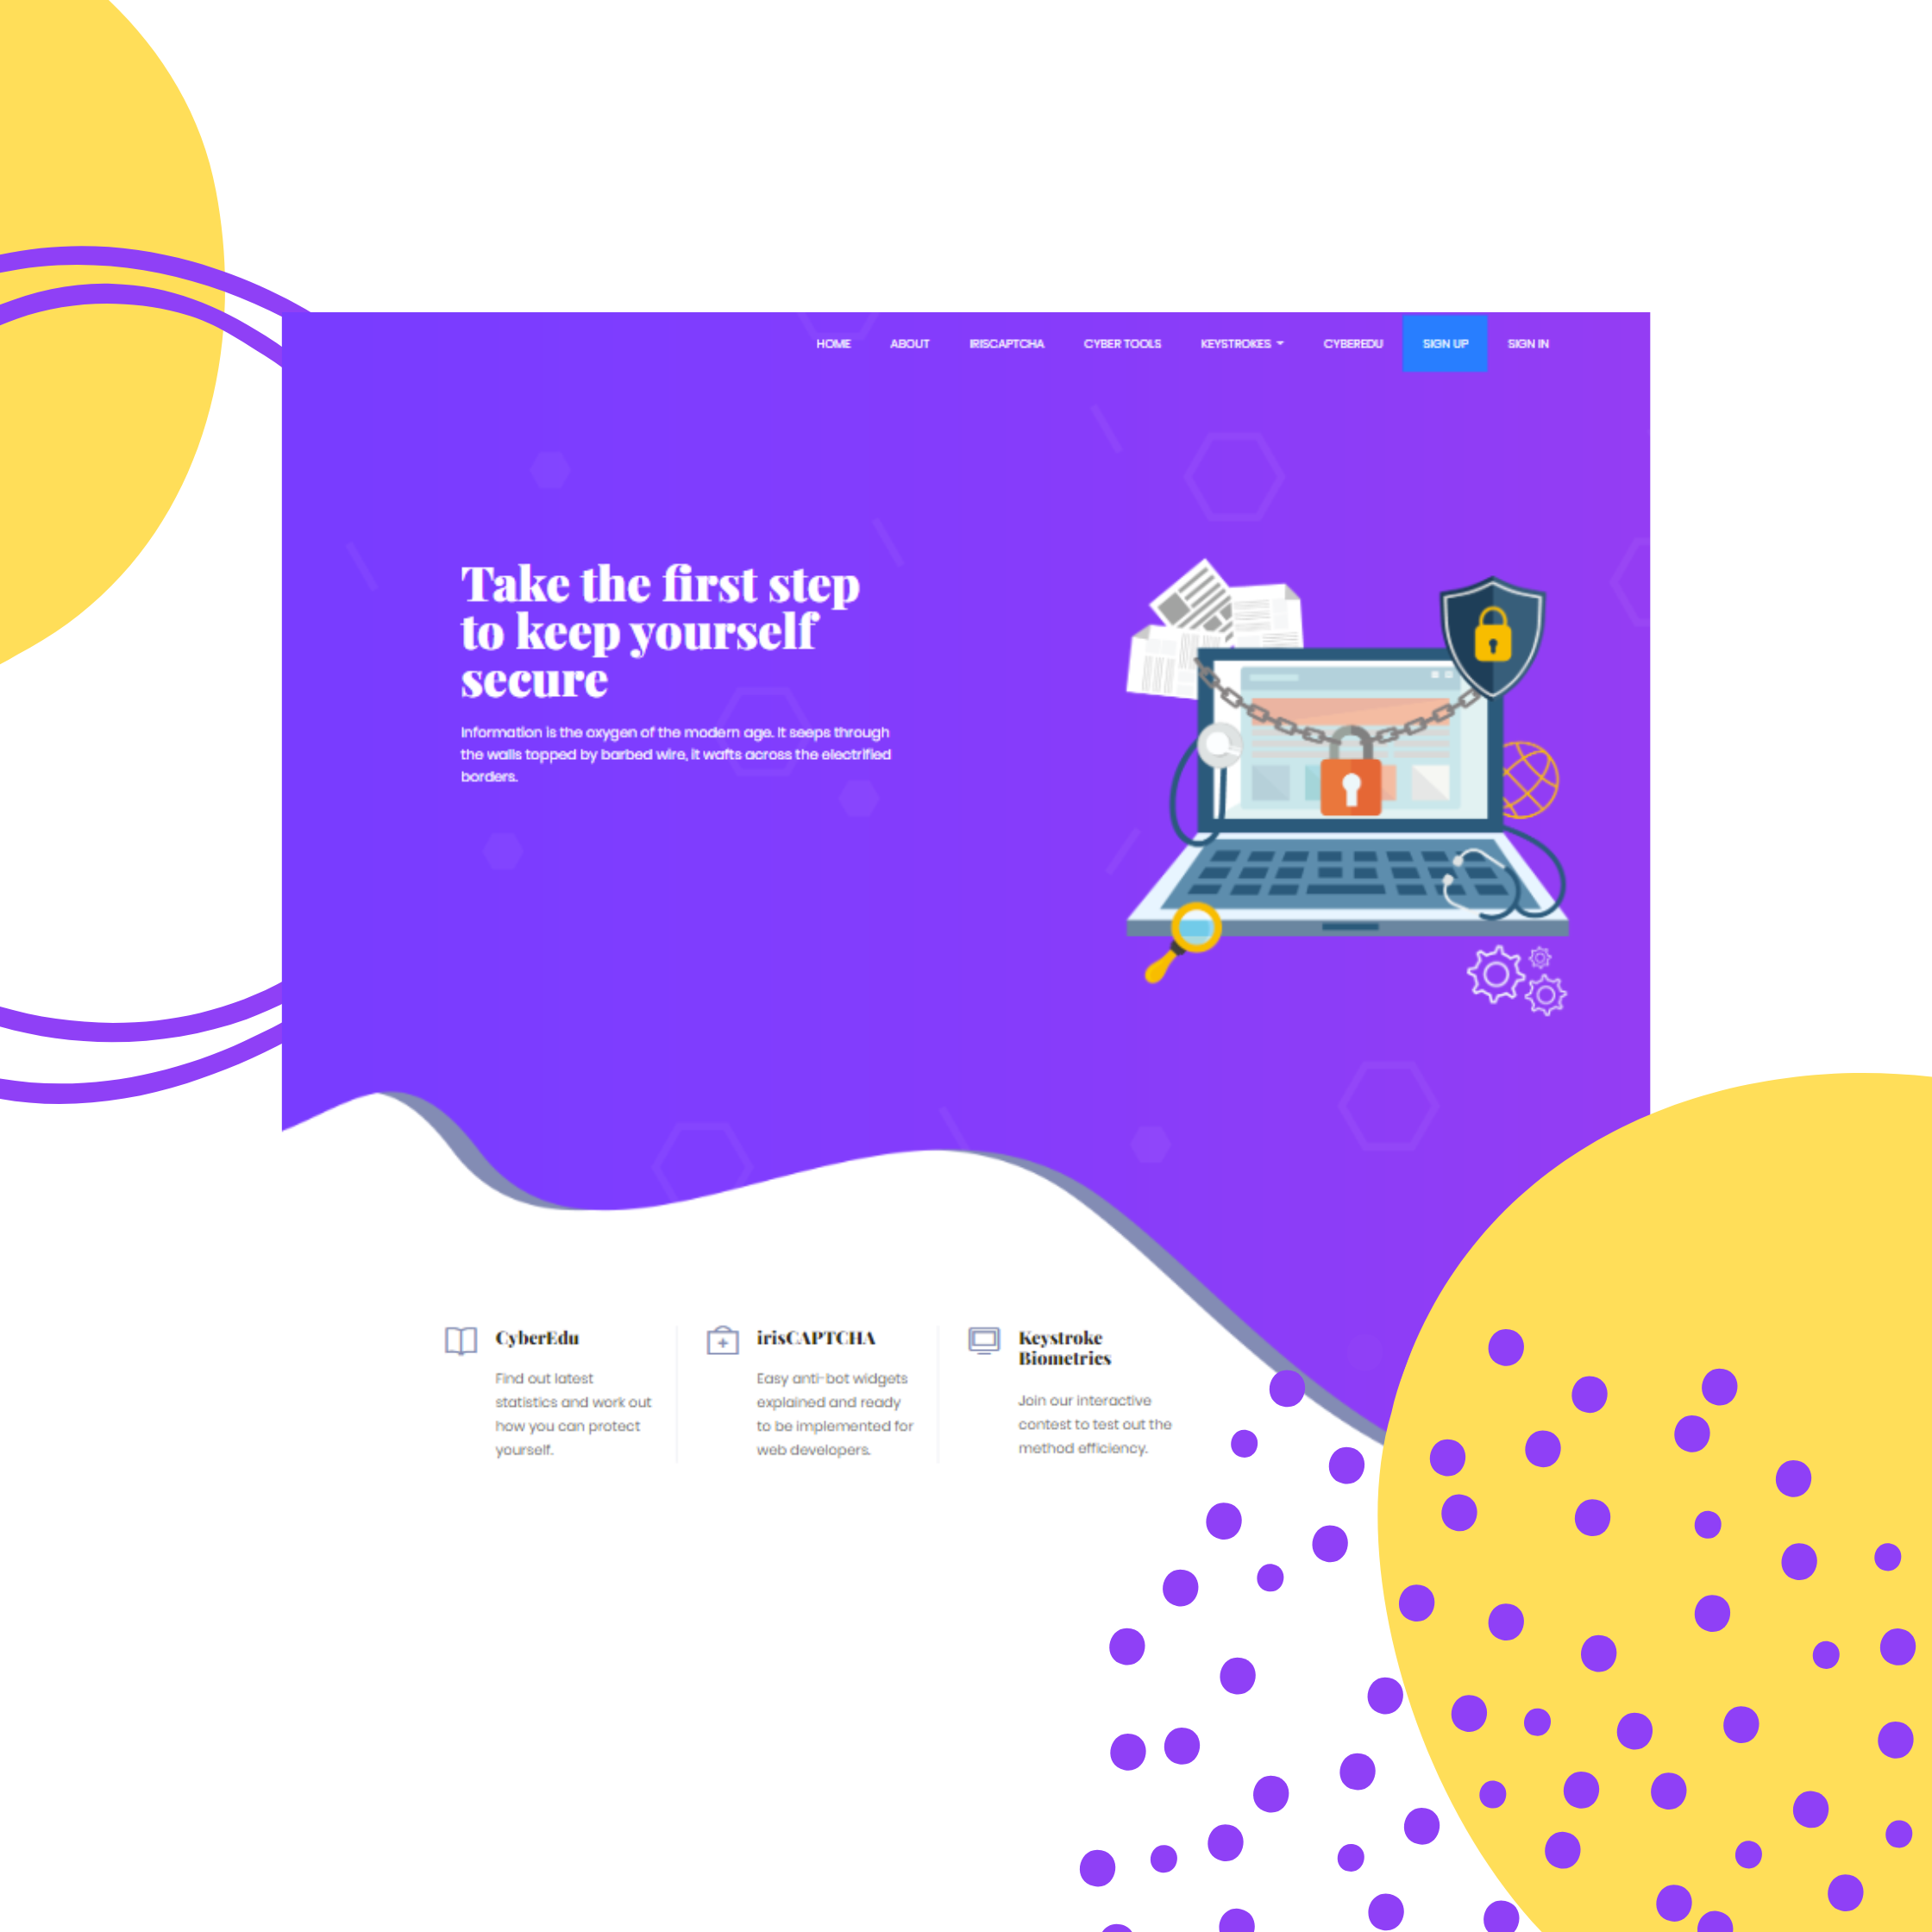 HOME ABOUT IRISCAPTCHA CYBER TOOLS KEYSTROKES CYBEREDU SIGN UP SIGN IN
Take the first step
to keep yourself
secure
Information is the oxygen of the modern age. It seeps through
the walls topped by barbed wire, it wafts across the electrified
borders.
CyberEdu
Find out latest
statistics and work out
how you can protect
yourself.
irisCAPTCHA
Easy anti-bot widgets
explained and ready
to be implemented for
web developers.
Keystroke
Biometrics
Join our interactive
contest to test out the
method efficiency.